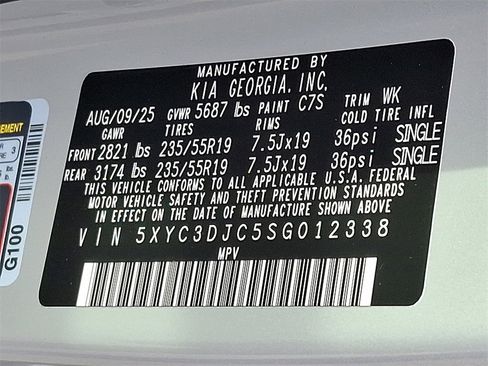 MANUFACTURED BY
KIA GEORGIA, INC.
AUG/09/25 GVWR 5687 lbs PAINT C7S TRIM WK
GAWR TIRES RIMS COLD TIRE INFL
FRONT 2821 lbs 235/55R19 7.5Jx19 36psi SINGLE
REAR 3174 lbs 235/55R19 7.5Jx19 36psi SINGLE
THIS VEHICLE CONFORMS TO ALL APPLICABLE U.S.A. FEDERAL
MOTOR VEHICLE SAFETY AND THEFT PREVENTION STANDARDS
IN EFFECT ON THE DATE OF MANUFACTURE SHOWN ABOVE
VIN 5XYC3DJC5SG012338
MPV
3
G100